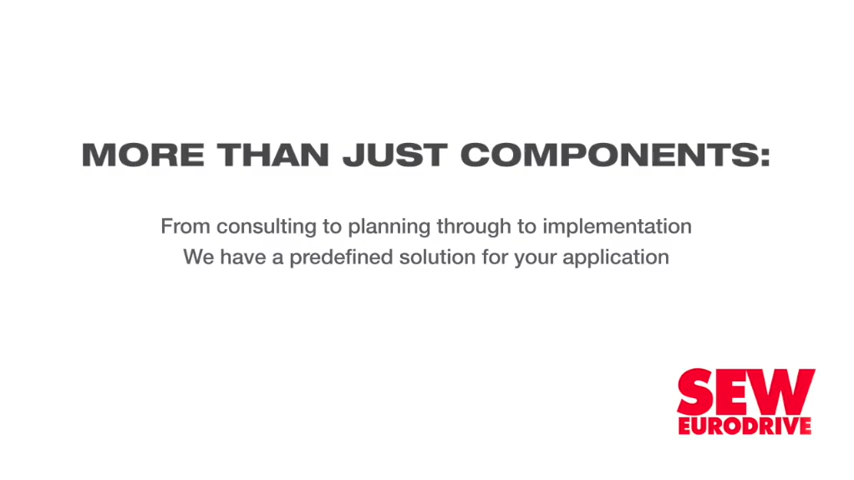 MORE THAN JUST COMPONENTS:
From consulting to planning through to implementation
We have a predefined solution for your application
SEW
EURODRIVE